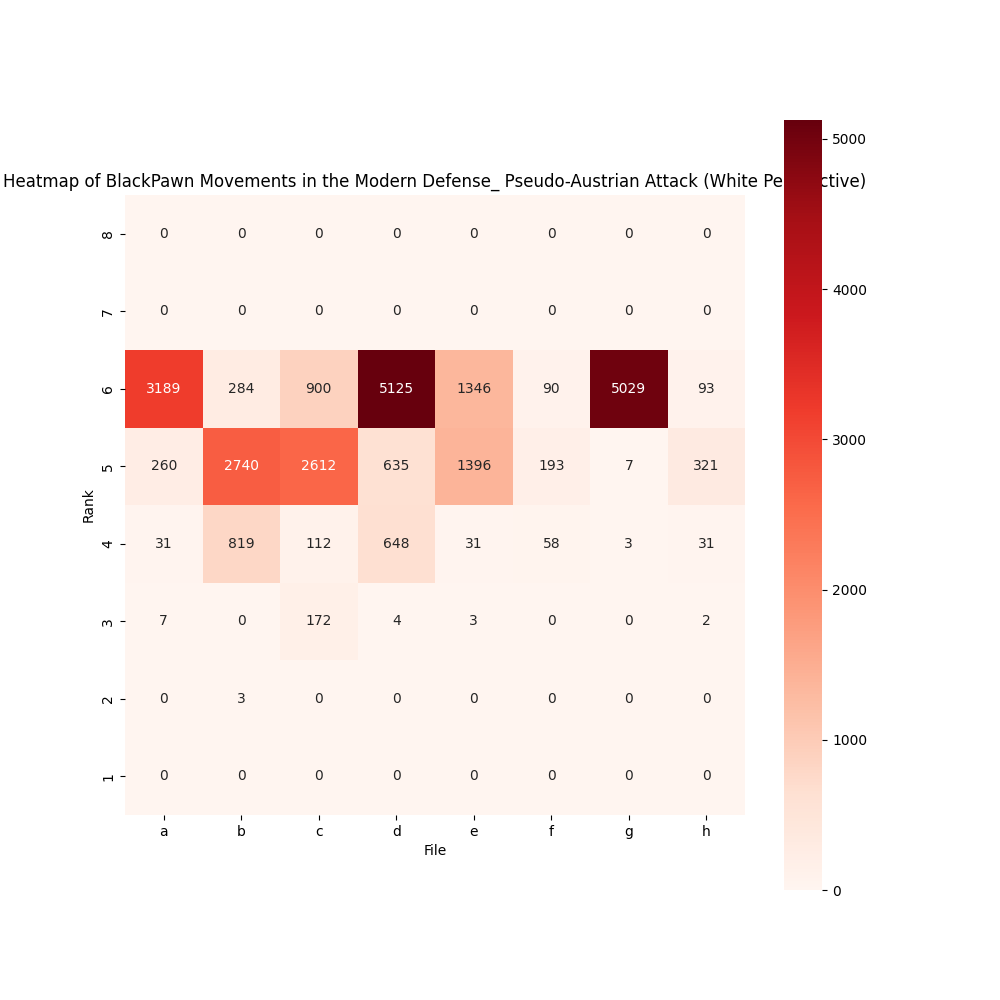 5000
Heatmap of BlackPawn Movements in the Modern Defense_ Pseudo-Austrian Attack (White Pe ctive)
8 0 0 0 0 0 0 0 0
4000
7 0 0 0 0 0 0 0 0
6 3189 284 900 5125 1346 90 5029 93
3000
5 260 2740 2612 635 1396 193 7 321
Rank
4 31 819 112 648 31 58 3 31
2000
3 7 0 172 4 3 0 0 2
2 0 3 0 0 0 0 0 0
1000
1 0 0 0 0 0 0 0 0
a b c d e f g h
File
0